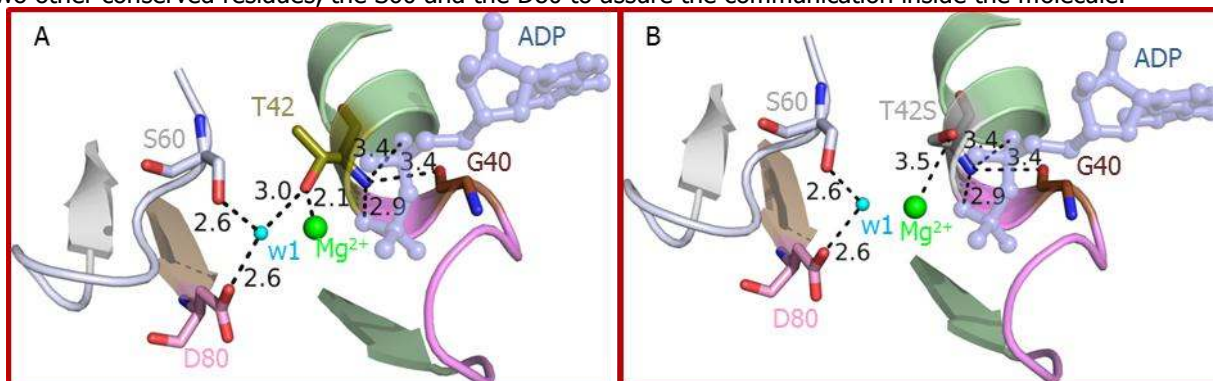 two other conserved residues, the S60 and the D80 to assure the communication inside the molecule.
A
ADP
S60
T42
3.4
3.4
G40
3.0
2.1
2.9
2.6
w1
Mg²⁺
2.6
D80
B
ADP
S60
T42S
3.4
3.4
G40
3.5
2.6
2.9
w1
Mg²⁺
2.6
D80